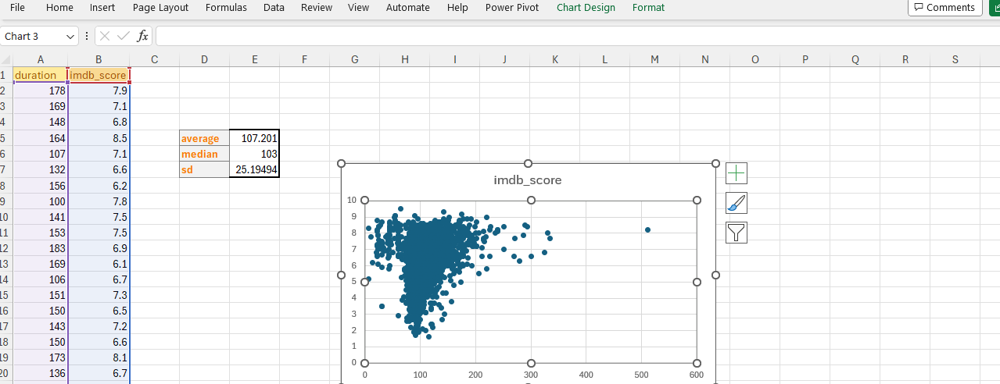 File Home Insert Page Layout Formulas Data Review View Automate Help Power Pivot Chart Design Format Comments
Chart 3 fx
A B C D E F G H I J K L M N O P Q R S
1 duration imdb_score
2 178 7.9
3 169 7.1
4 148 6.8
5 164 8.5 average 107.201
6 107 7.1 median 103
7 132 6.6 sd 25.19494
8 156 6.2
9 100 7.8
10 141 7.5
11 153 7.5
12 183 6.9
13 169 6.1
14 106 6.7
15 151 7.3
16 150 6.5
17 143 7.2
18 150 6.6
19 173 8.1
20 136 6.7
imdb_score
10
9
8
7
6
5
4
3
2
1
0
0 100 200 300 400 500 600